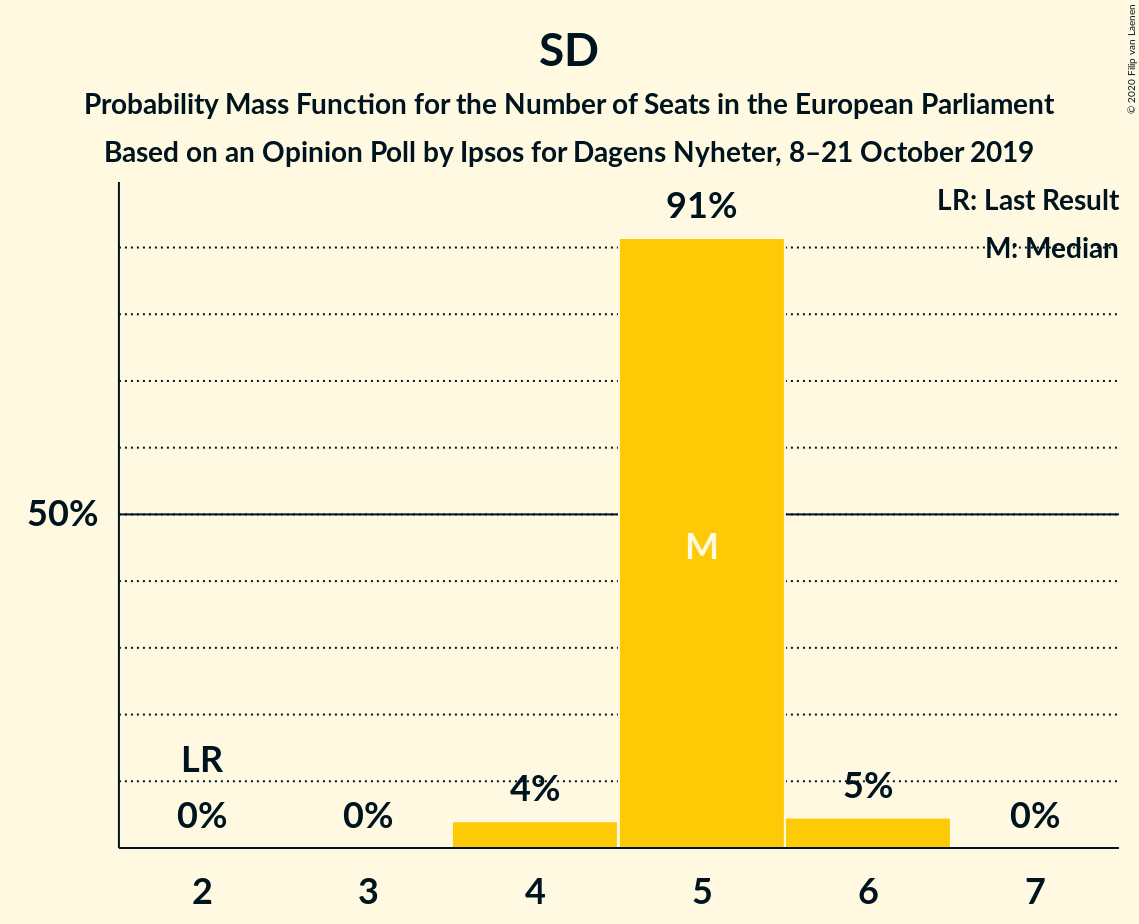 SD
Probability Mass Function for the Number of Seats in the European Parliament
Based on an Opinion Poll by Ipsos for Dagens Nyheter, 8–21 October 2019
© 2020 Filip van Laenen
LR: Last Result
M: Median
91%
50%
M
LR
0%
0%
4%
5%
0%
2
3
4
5
6
7